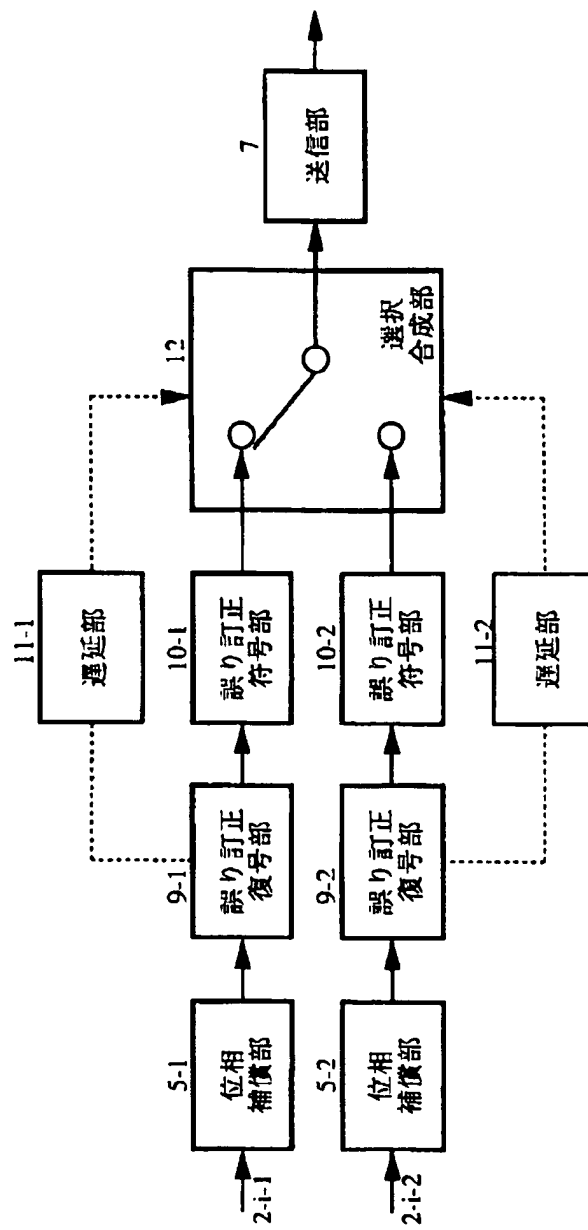 11-1
遅延部
12
7
2-i-1
5-1
位相
補償部
9-1
誤り訂正
復号部
10-1
誤り訂正
符号部
選択
合成部
送信部
2-i-2
5-2
位相
補償部
9-2
誤り訂正
復号部
10-2
誤り訂正
符号部
11-2
遅延部